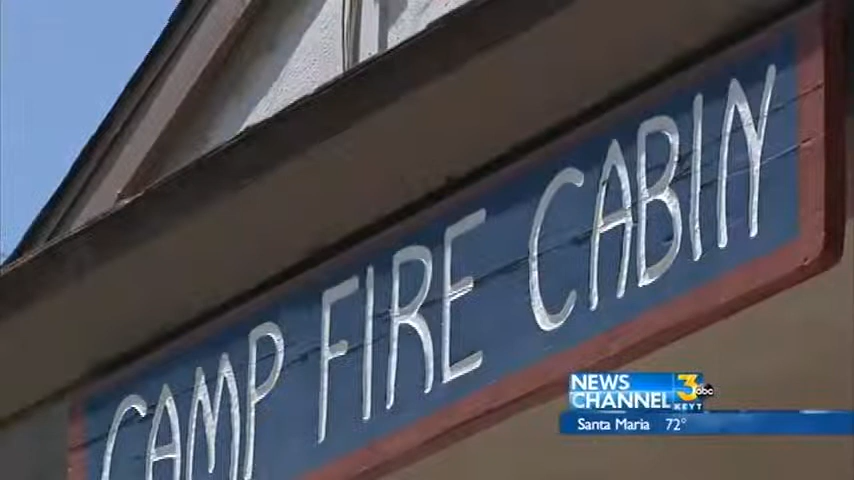 CAMP FIRE CABIN
NEWS
CHANNEL 3 abc
KEYT
Santa Maria 72°